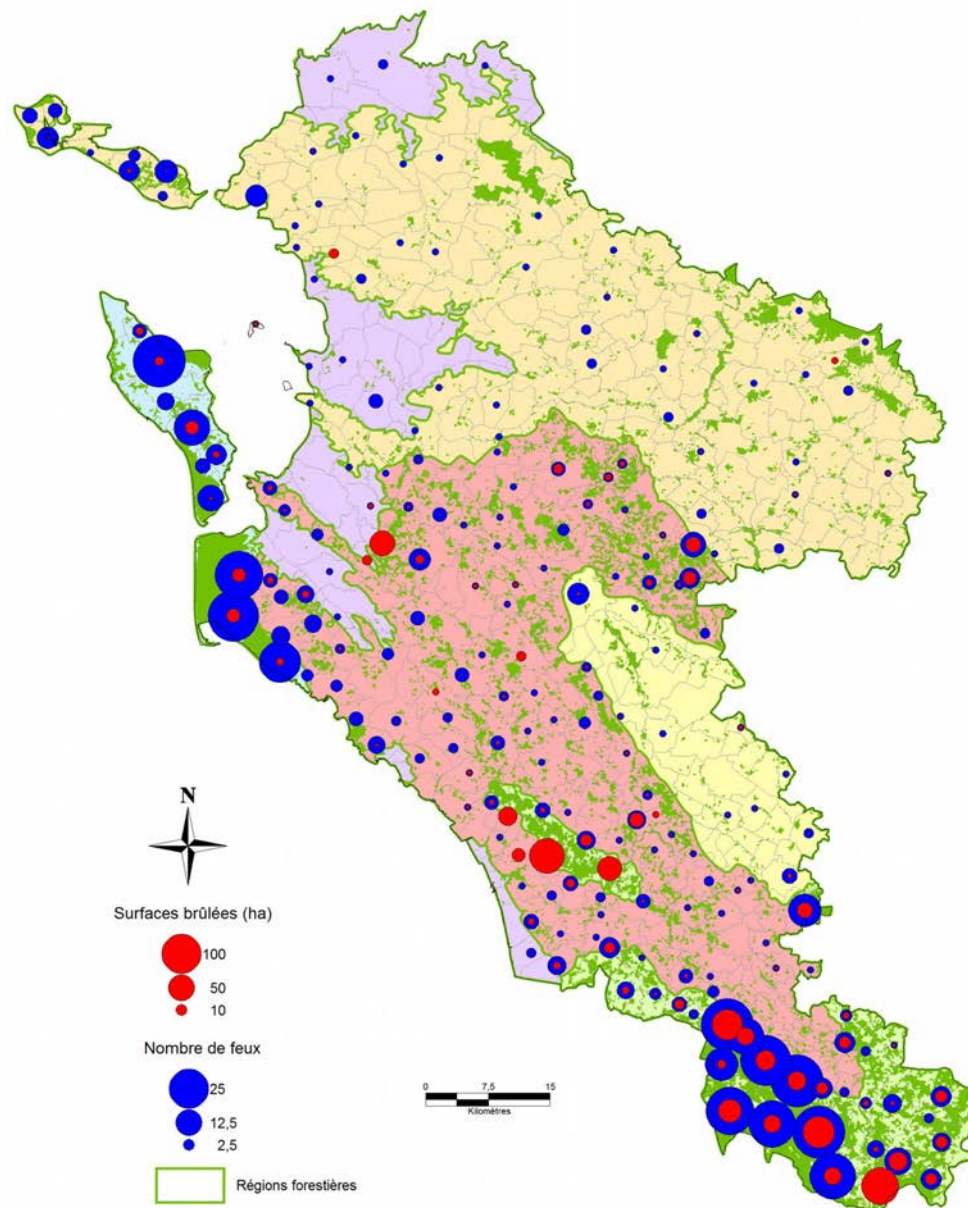 N
Surfaces brûlées (ha)
100
50
10
Nombre de feux
25
12,5
2,5
0 7,5 15
Kilomètres
Régions forestières